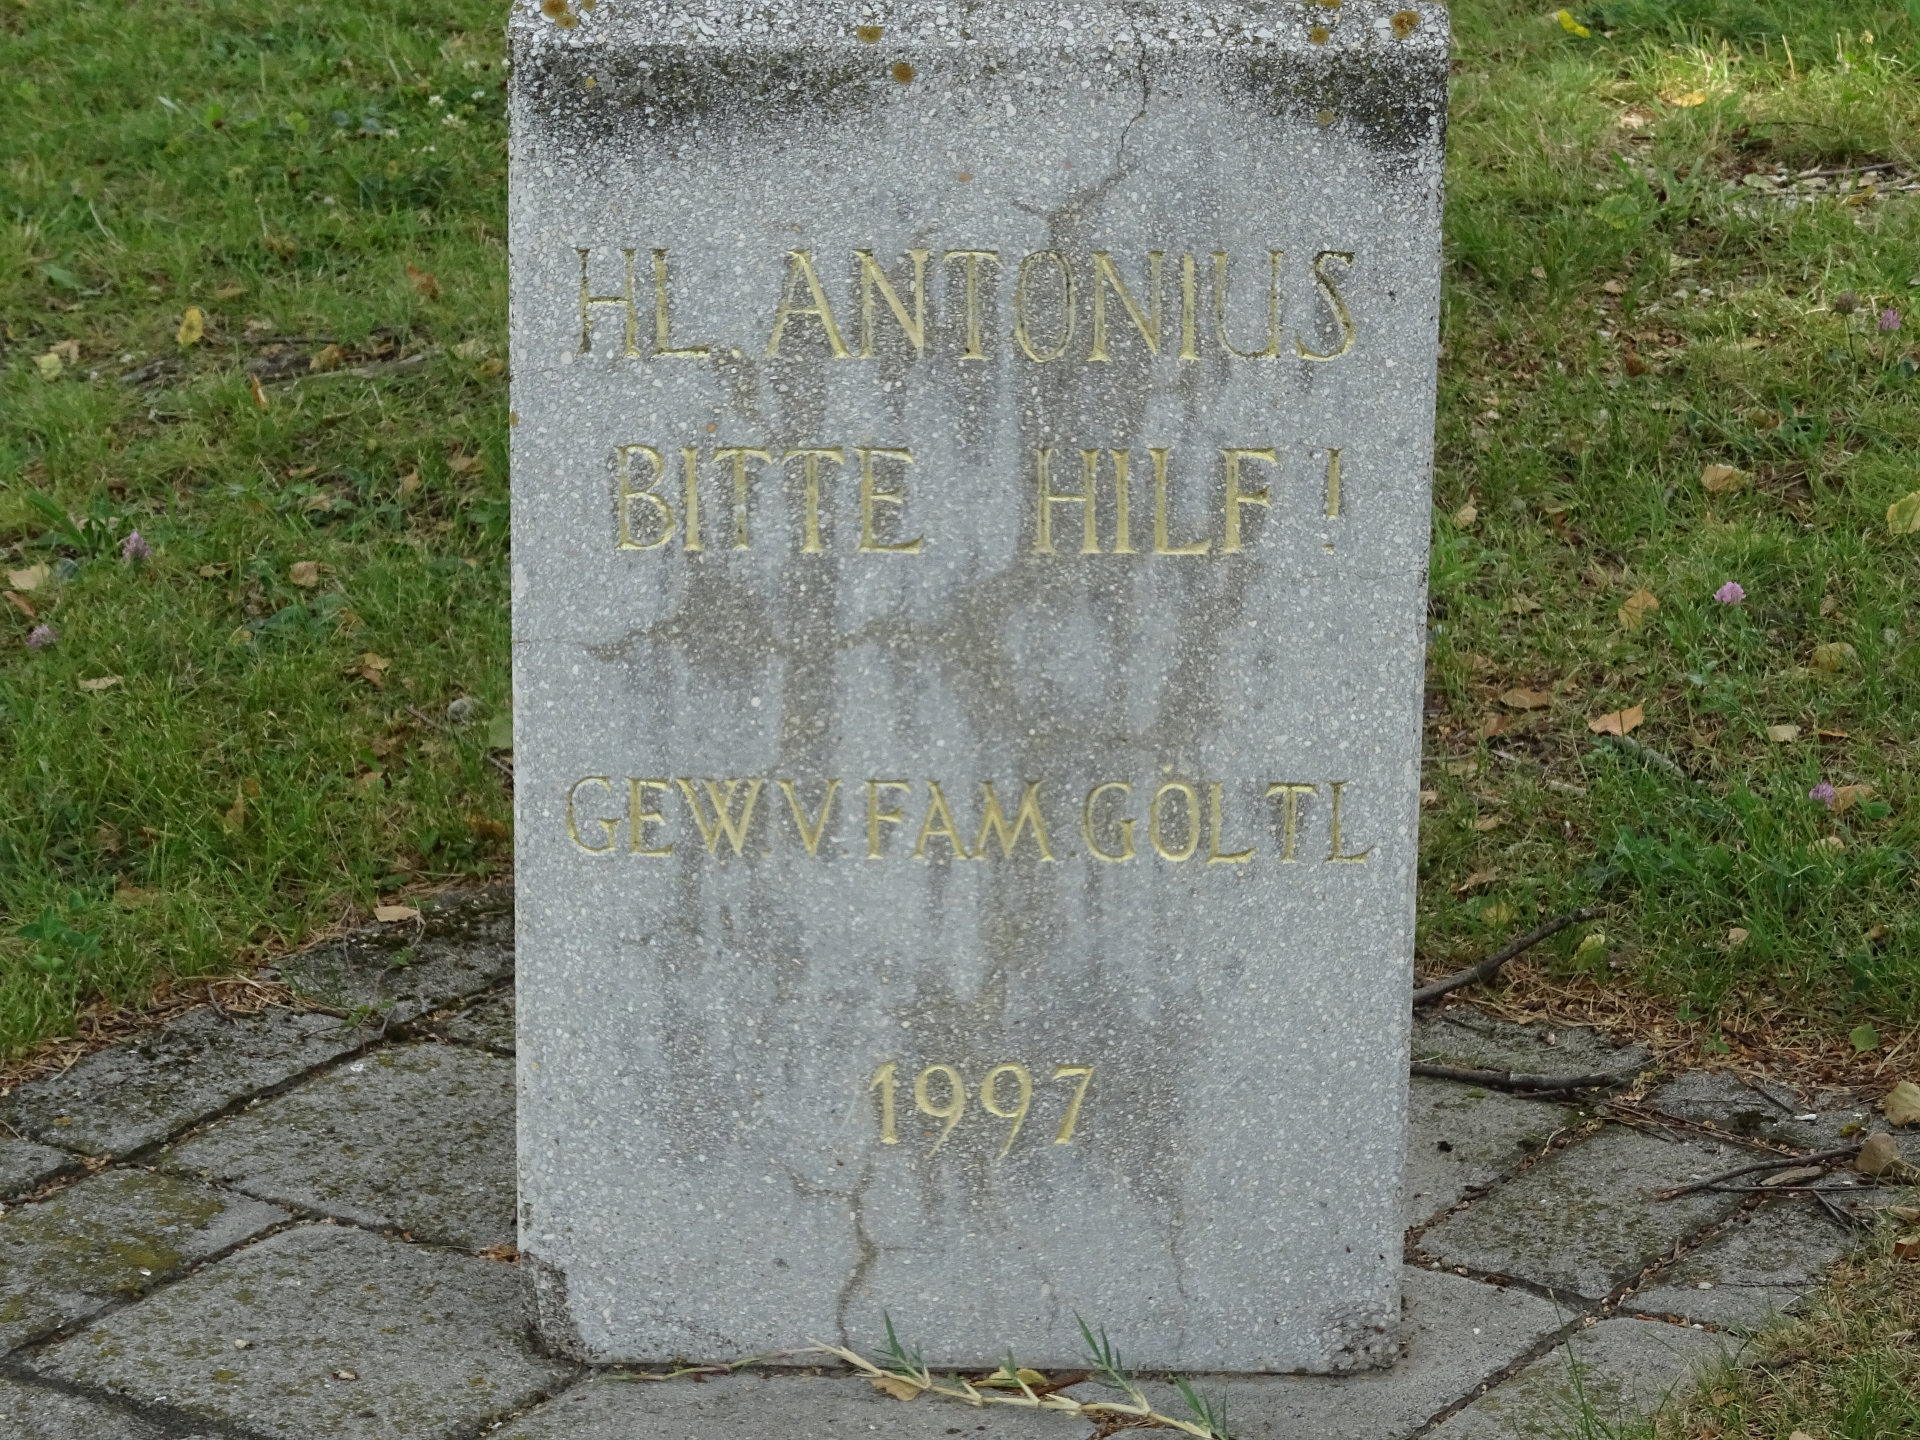 HL. ANTONIUS
BITTE HILF !
GEW. V. FAM. GÖLTL
1997